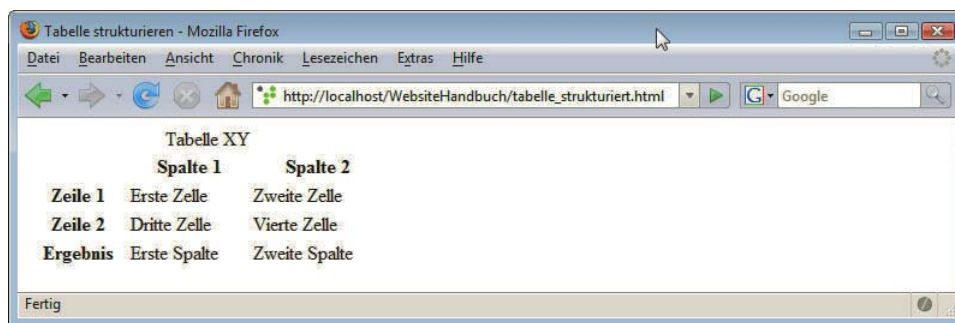 Tabelle strukturieren - Mozilla Firefox
Datei Bearbeiten Ansicht Chronik Lesezeichen Extras Hilfe
http://localhost/WebsiteHandbuch/tabelle_strukturiert.html G Google
Tabelle XY
Spalte 1 Spalte 2
Zeile 1 Erste Zelle Zweite Zelle
Zeile 2 Dritte Zelle Vierte Zelle
Ergebnis Erste Spalte Zweite Spalte
Fertig